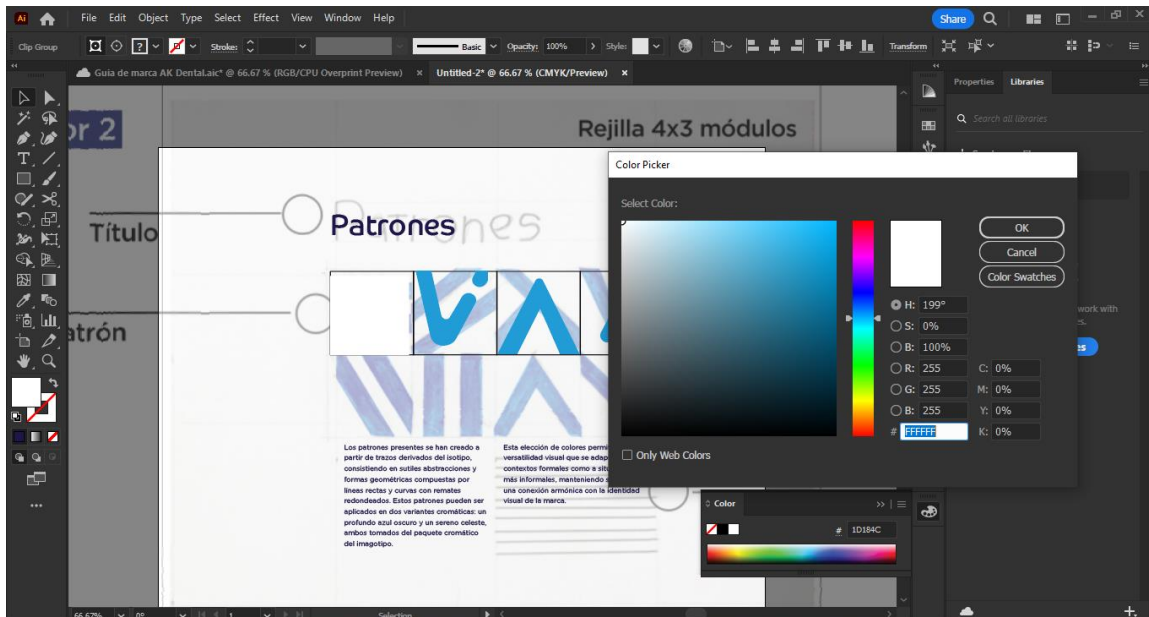 Ai File Edit Object Type Select Effect View Window Help Share
Clip Group ? Stroke: Basic Opacity: 100% Style: Transform
Guia de marca AK Dental.aic* @ 66.67 % (RGB/CPU Overprint Preview) × Untitled-2* @ 66.67 % (CMYK/Preview) ×
Properties Libraries
Search all libraries
or 2
Rejilla 4x3 módulos
Título
Patrones
Patrones
atrón
Color Picker
Select Color:
OK
Cancel
Color Swatches
H: 199°
S: 0%
B: 100%
R: 255 C: 0%
G: 255 M: 0%
B: 255 Y: 0%
# FFFFFF K: 0%
Only Web Colors
work with
Los patrones presentes se han creado a
partir de trazos derivados del isotipo,
consistiendo en sutiles abstracciones y
formas geométricas compuestas por
líneas rectas y curvas con remates
redondeados. Estos patrones pueden ser
aplicados en dos variantes cromáticas: un
profundo azul oscuro y un sereno celeste,
ambos tomados del paquete cromático
del imagotipo.
Esta elección de colores permi
versatilidad visual que se adap
contextos formales como a situ
más informales, manteniendo
una conexión armónica con la identidad
visual de la marca.
Color
# 1D184C
66.67% 0° 1 Selection